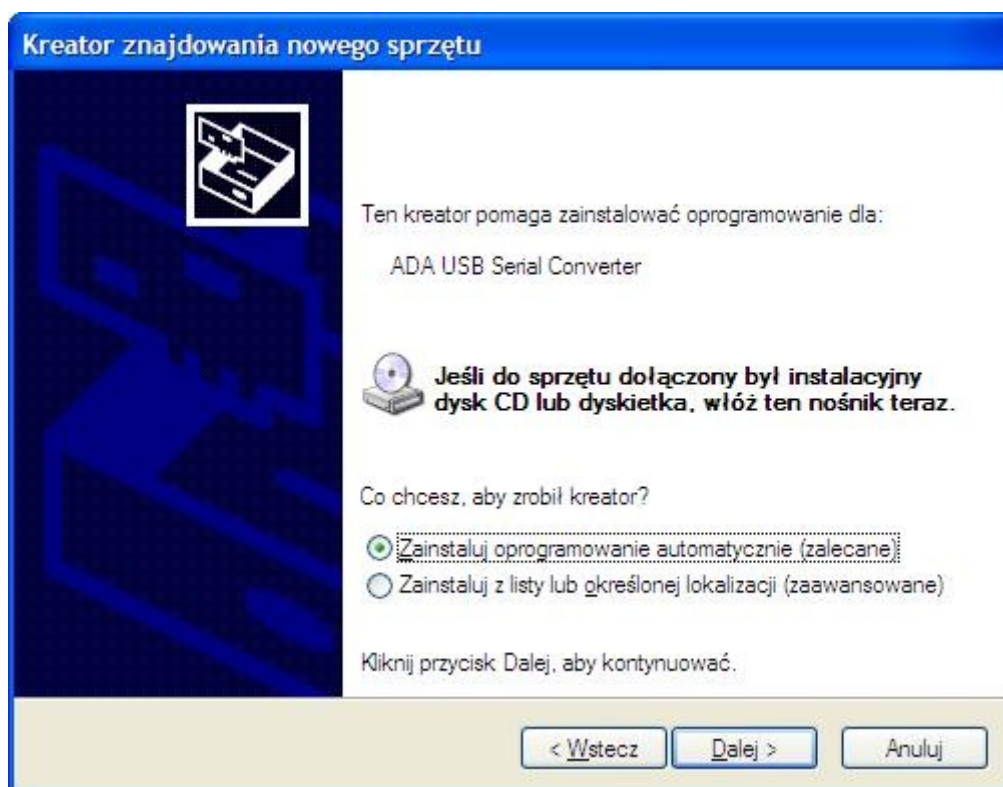 Kreator znajdowania nowego sprzętu
Ten kreator pomaga zainstalować oprogramowanie dla:
ADA USB Serial Converter
Jeśli do sprzętu dołączony był instalacyjny
dysk CD lub dyskietka, włóż ten nośnik teraz.
Co chcesz, aby zrobił kreator?
Zainstaluj oprogramowanie automatycznie (zalecane)
Zainstaluj z listy lub określonej lokalizacji (zaawansowane)
Kliknij przycisk Dalej, aby kontynuować.
< Wstecz
Dalej >
Anuluj